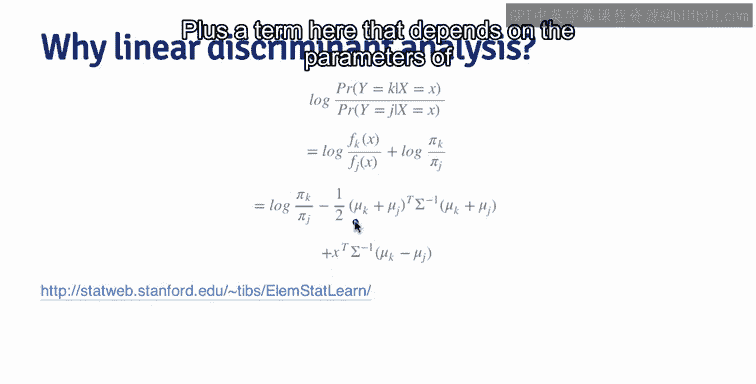 Plus a term here that depends on the
parameters of
Why linear discriminant analysis?
log Pr(Y = k|X = x) / Pr(Y = j|X = x)
= log f_k(x) / f_j(x) + log π_k / π_j
= log π_k / π_j − 1/2 (μ_k + μ_j)^T Σ^−1 (μ_k + μ_j)
+x^T Σ^−1 (μ_k − μ_j)
http://statweb.stanford.edu/~tibs/ElemStatLearn/